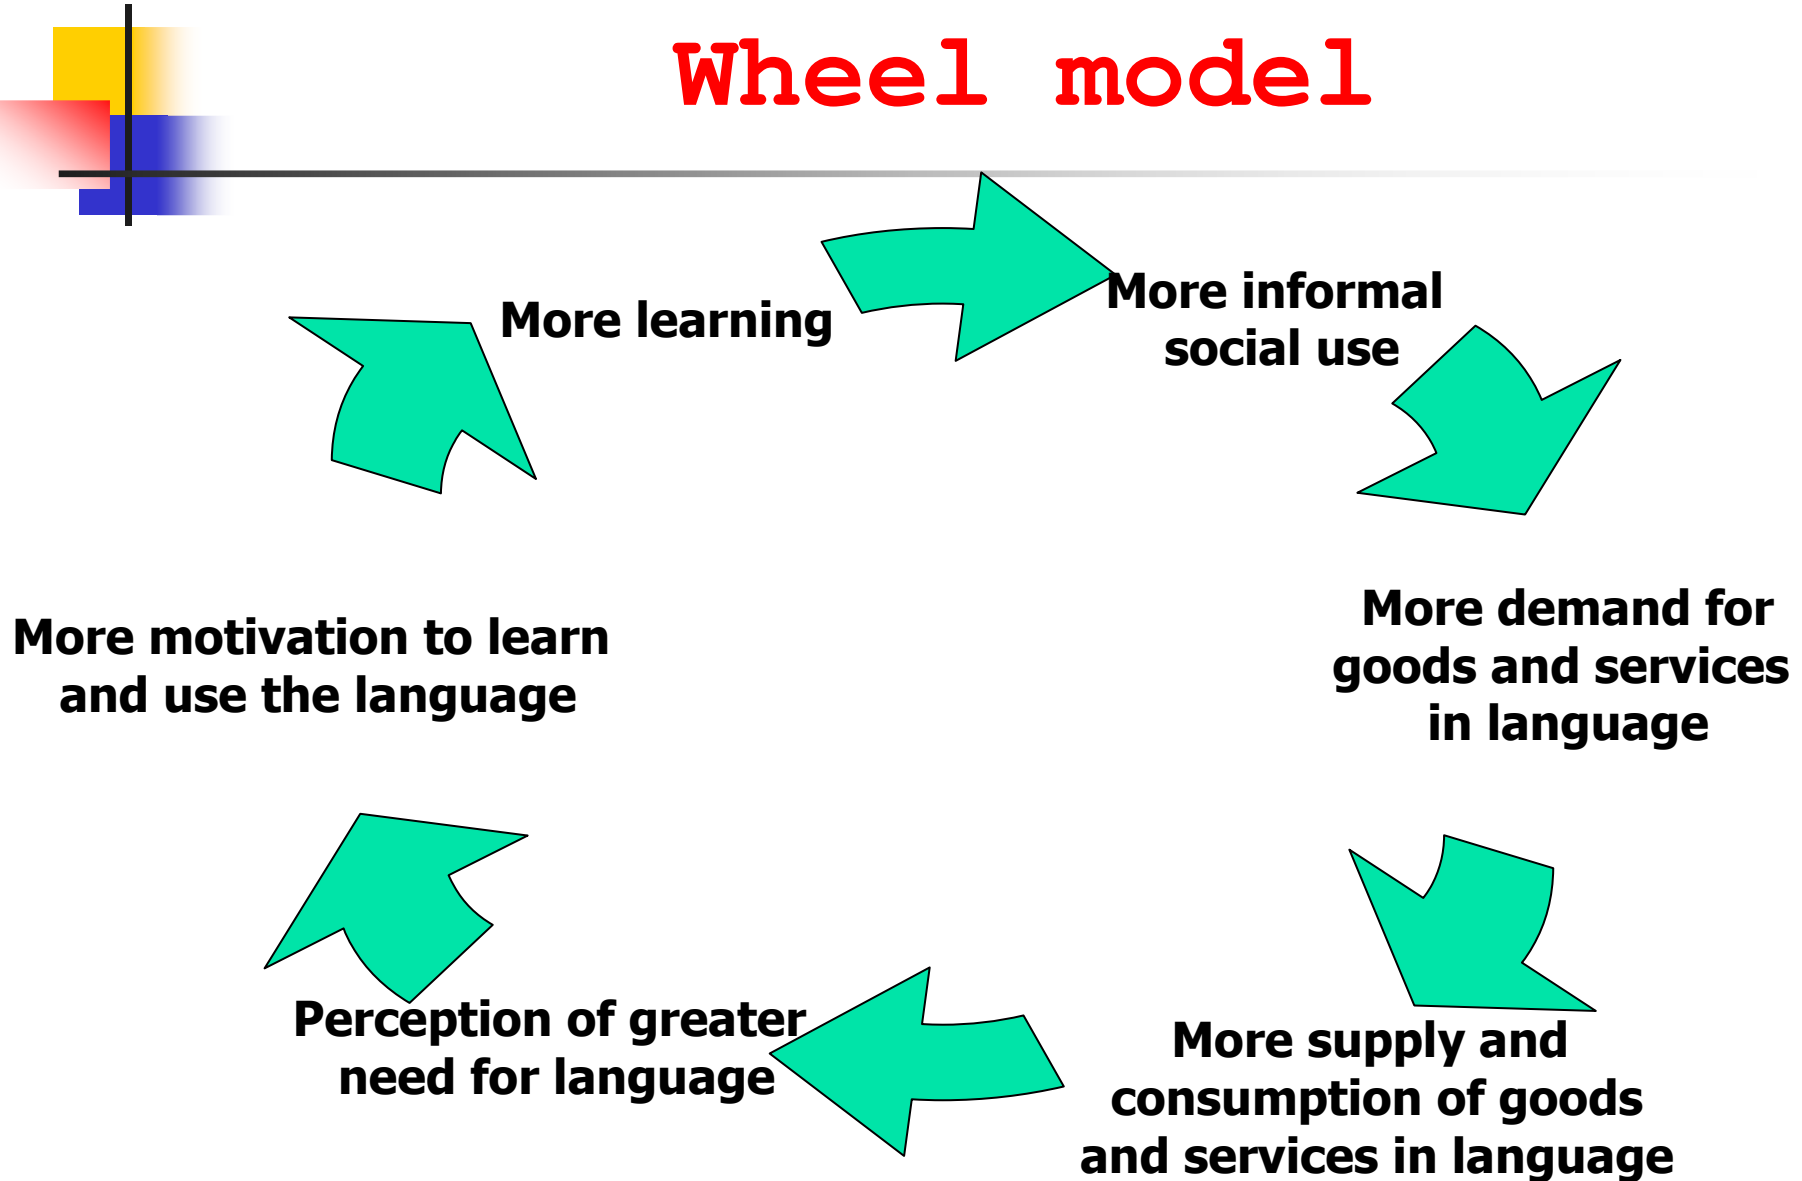 Wheel model
More learning
More informal
social use
More demand for
goods and services
in language
More supply and
consumption of goods
and services in language
Perception of greater
need for language
More motivation to learn
and use the language